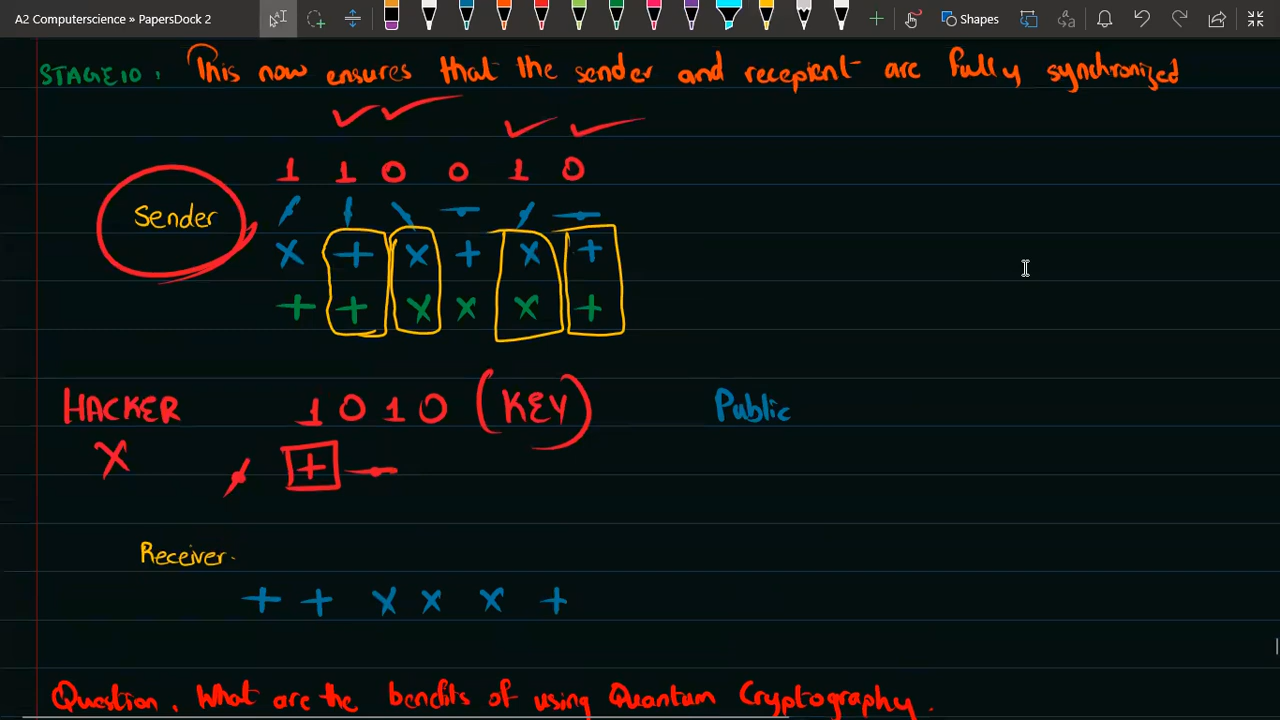 A2 Computerscience » PapersDock 2
Shapes
STAGE 10: This now ensures that the sender and recepient are fully synchronized
1 1 0 0 1 0
Sender
× + × + × +
+ + × × × +
HACKER 1 0 1 0 (KEY) Public
X +
Receiver.
+ + × × × +
Question. What are the benefits of using Quantum Cryptography.